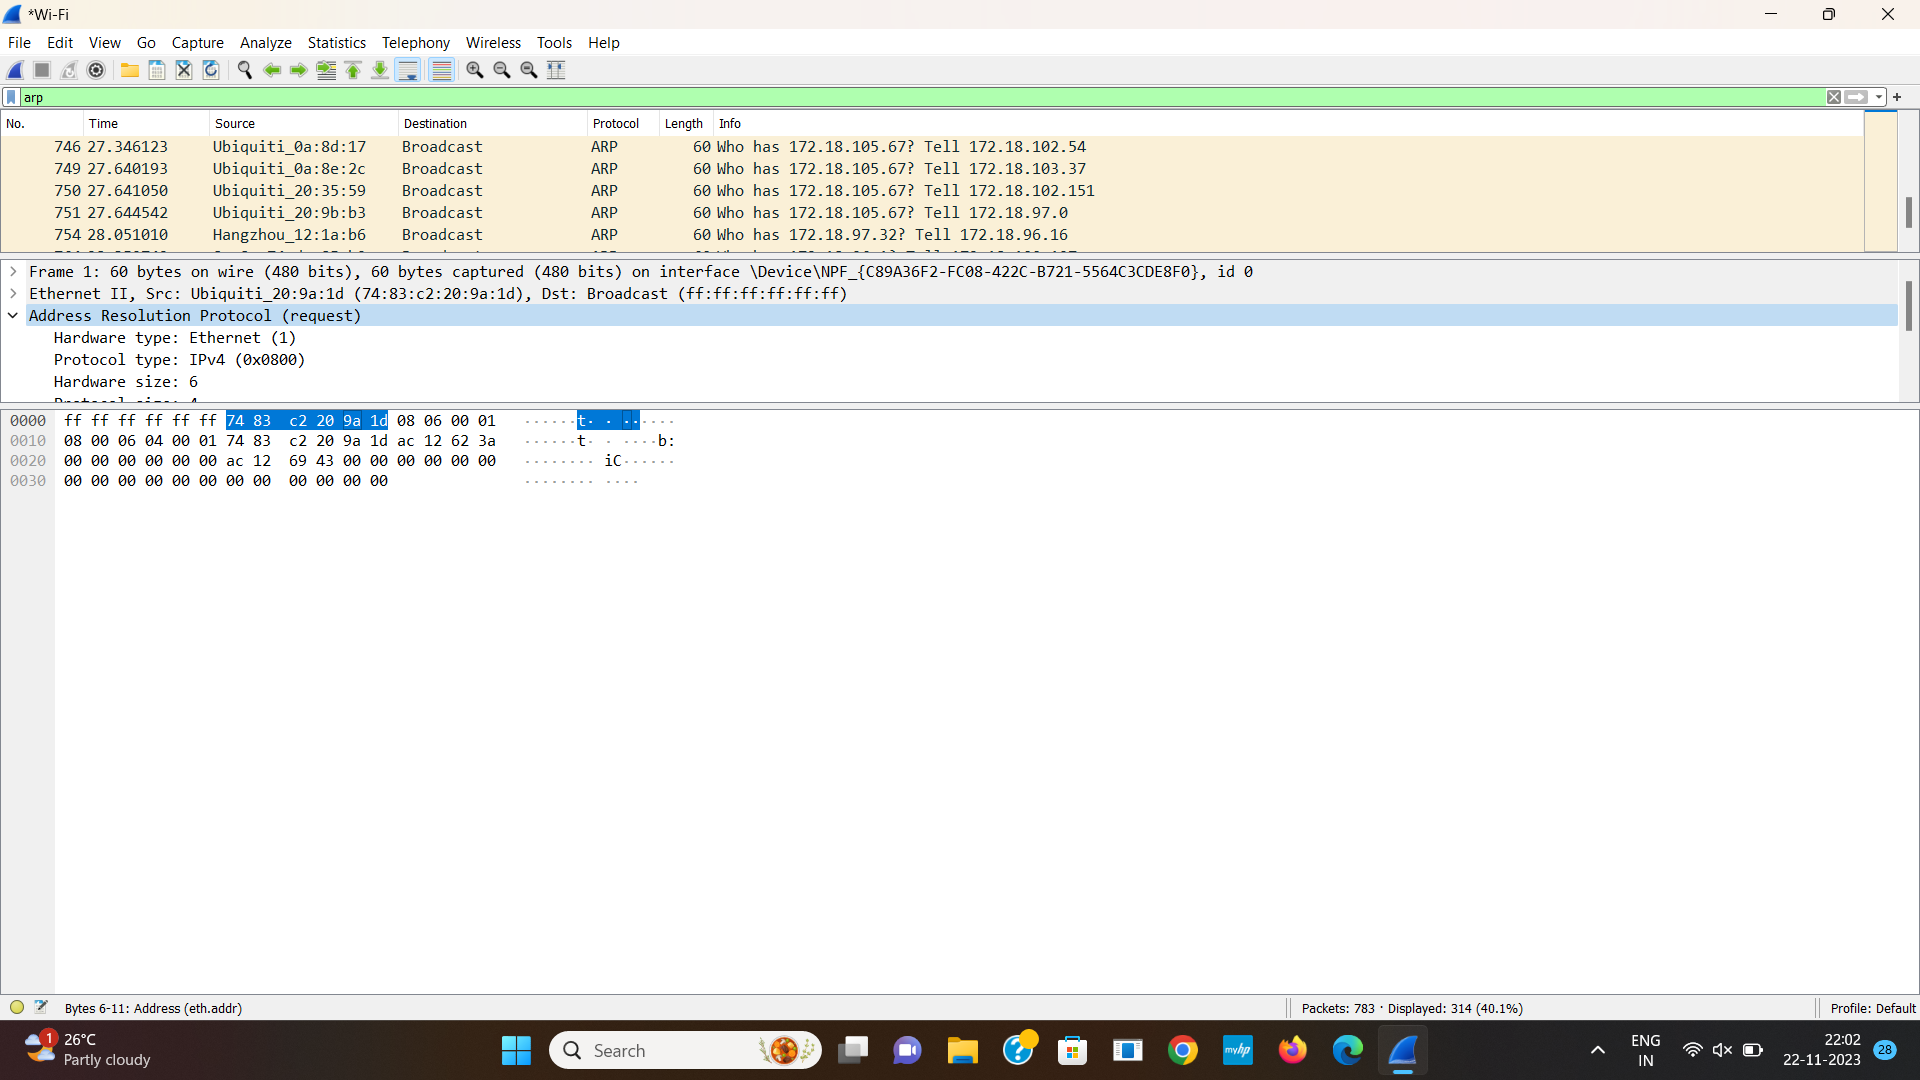 *Wi-Fi
File Edit View Go Capture Analyze Statistics Telephony Wireless Tools Help
arp
No. Time Source Destination Protocol Length Info
746 27.346123 Ubiquiti_0a:8d:17 Broadcast ARP 60 Who has 172.18.105.67? Tell 172.18.102.54
749 27.640193 Ubiquiti_0a:8e:2c Broadcast ARP 60 Who has 172.18.105.67? Tell 172.18.103.37
750 27.641050 Ubiquiti_20:35:59 Broadcast ARP 60 Who has 172.18.105.67? Tell 172.18.102.151
751 27.644542 Ubiquiti_20:9b:b3 Broadcast ARP 60 Who has 172.18.105.67? Tell 172.18.97.0
754 28.051010 Hangzhou_12:1a:b6 Broadcast ARP 60 Who has 172.18.97.32? Tell 172.18.96.16
Frame 1: 60 bytes on wire (480 bits), 60 bytes captured (480 bits) on interface \Device\NPF_{C89A36F2-FC08-422C-B721-5564C3CDE8F0}, id 0
Ethernet II, Src: Ubiquiti_20:9a:1d (74:83:c2:20:9a:1d), Dst: Broadcast (ff:ff:ff:ff:ff:ff)
Address Resolution Protocol (request)
Hardware type: Ethernet (1)
Protocol type: IPv4 (0x0800)
Hardware size: 6
0000 ff ff ff ff ff ff 74 83 c2 20 9a 1d 08 06 00 01 ······t· · ······
0010 08 00 06 04 00 01 74 83 c2 20 9a 1d ac 12 62 3a ······t· · ····b:
0020 00 00 00 00 00 00 ac 12 69 43 00 00 00 00 00 00 ········ iC······
0030 00 00 00 00 00 00 00 00 00 00 00 00 ········ ····
Bytes 6-11: Address (eth.addr) Packets: 783 · Displayed: 314 (40.1%) Profile: Default
1 26°C
Partly cloudy
Search
myhp
ENG
IN
22:02
22-11-2023
28